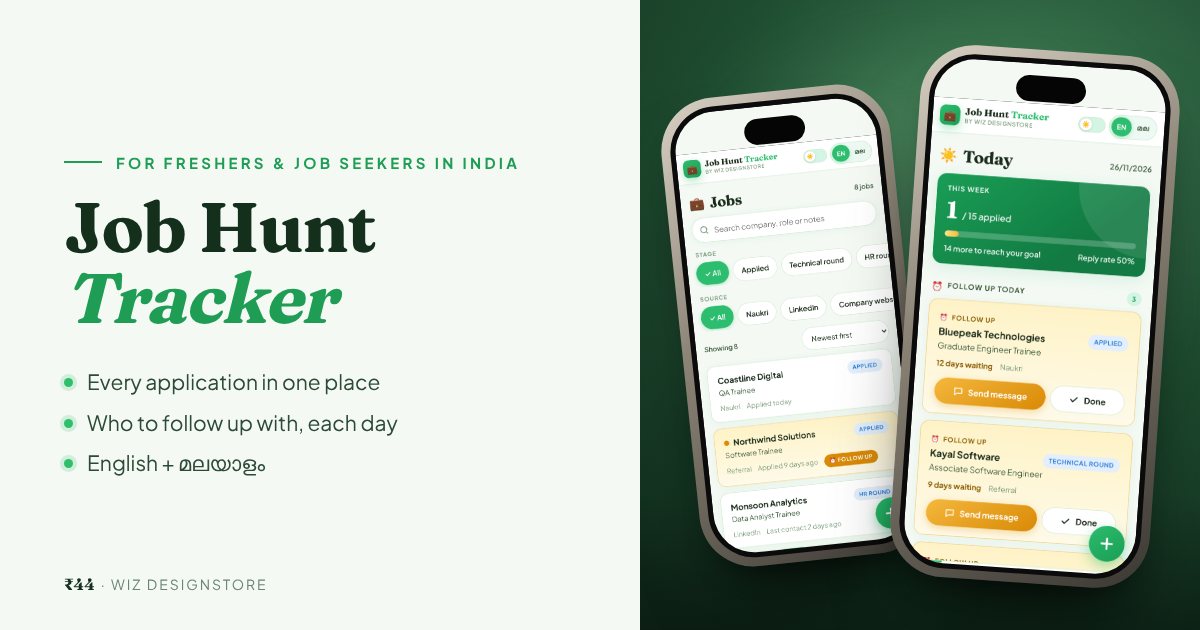 FOR FRESHERS & JOB SEEKERS IN INDIA
Job Hunt
Tracker
Every application in one place
Who to follow up with, each day
English + മലയാളം
₹44 · WIZ DESIGNSTORE
Job Hunt Tracker
BY WIZ DESIGNSTORE
EN
Jobs
8 jobs
Search company, role or notes
STAGE
✓ All Applied Technical round HR roun
SOURCE
✓ All Naukri LinkedIn Company webs
Showing 8 Newest first
Coastline Digital APPLIED
QA Trainee
Naukri Applied today
Northwind Solutions APPLIED
Software Trainee
Referral Applied 9 days ago FOLLOW UP
Monsoon Analytics HR ROUND
Data Analyst Trainee
LinkedIn Last contact 2 days ago
Job Hunt Tracker
BY WIZ DESIGNSTORE
EN
Today
26/11/2026
THIS WEEK
1 / 15 applied
14 more to reach your goal Reply rate 50%
FOLLOW UP TODAY 3
FOLLOW UP
Bluepeak Technologies APPLIED
Graduate Engineer Trainee
12 days waiting Naukri
Send message Done
FOLLOW UP
Kayal Software TECHNICAL ROUND
Associate Software Engineer
9 days waiting Referral
Send message Done
+